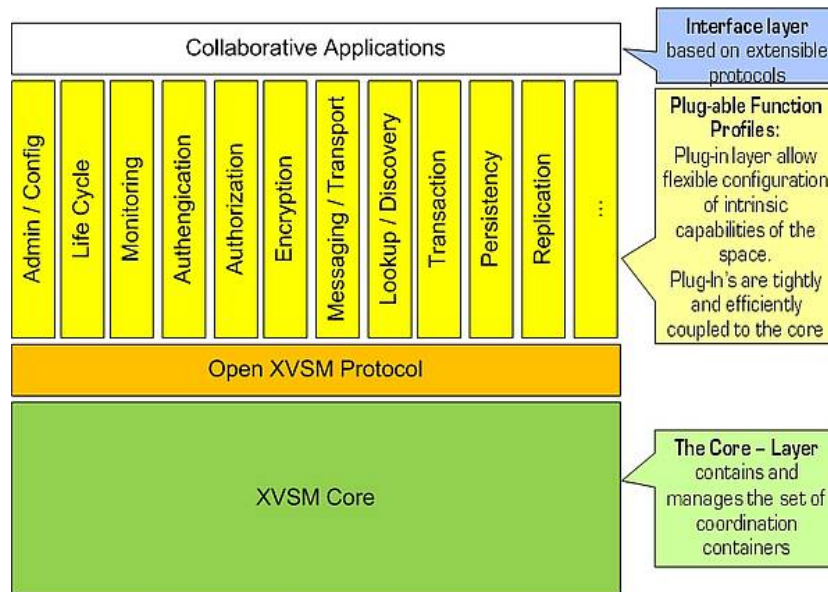 Collaborative Applications
Interface layer
based on extensible
protocols
Admin / Config
Life Cycle
Monitoring
Authengication
Authorization
Encryption
Messaging / Transport
Lookup / Discovery
Transaction
Persistency
Replication
...
Plug-able Function
Profiles:
Plug-in layer allow
flexible configuration
of intrinsic
capabilities of the
space.
Plug-In's are tightly
and efficiently
coupled to the core
Open XVSM Protocol
XVSM Core
The Core – Layer
contains and
manages the set of
coordination
containers